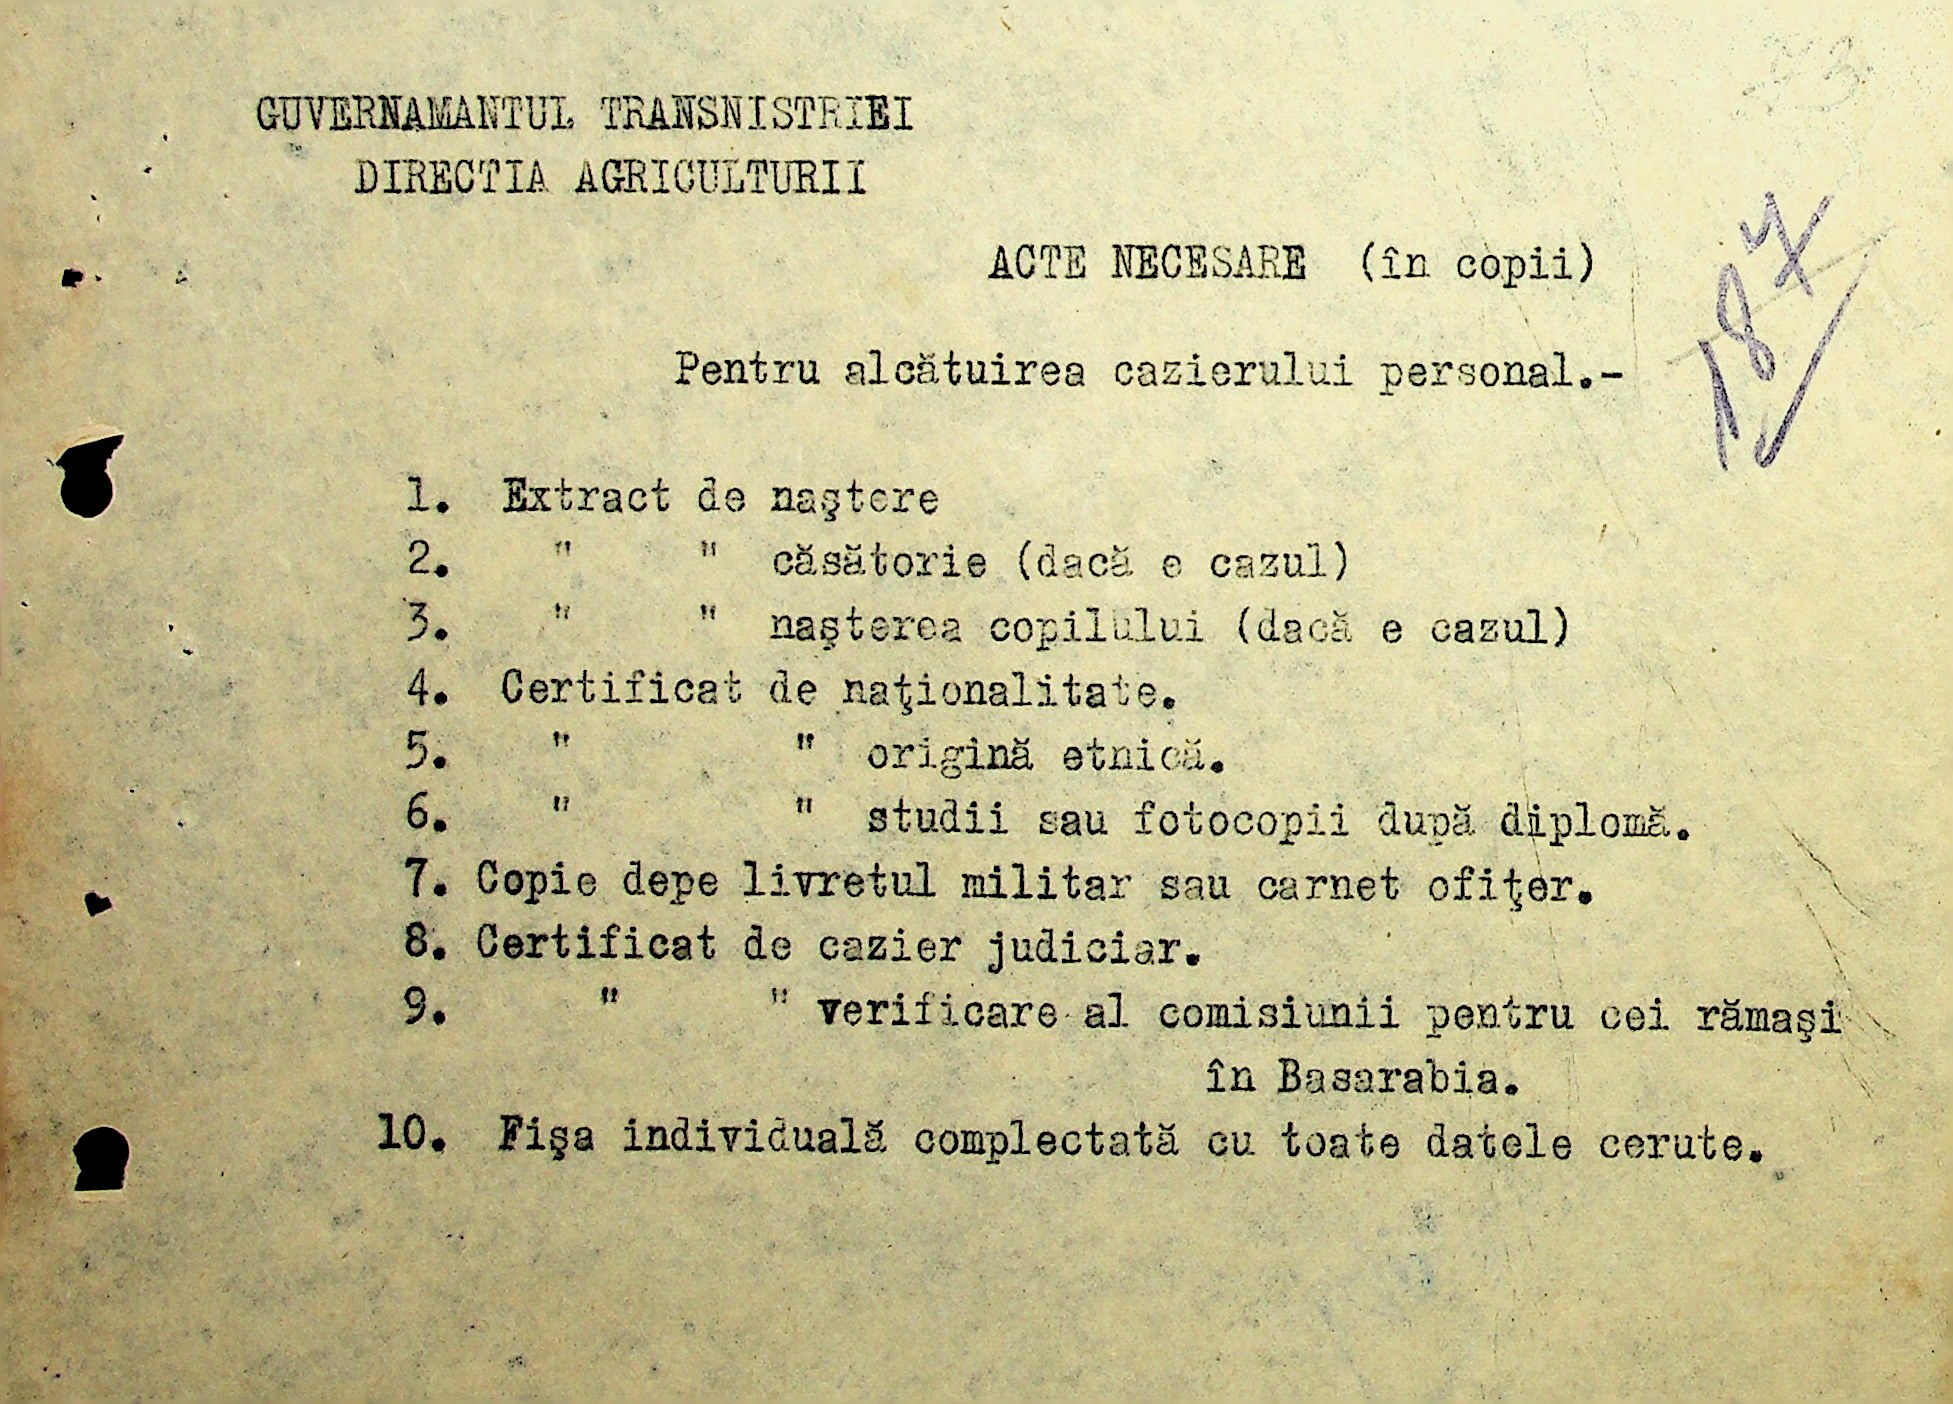 GUVERNAMANTUL TRANSNISTRIEI
DIRECTIA AGRICULTURII
ACTE NECESARE (în copii)
187
Pentru alcătuirea cazierului personal.-
1. Extract de naştere
2. " " căsătorie (dacă e cazul)
3. " " naşterea copilului (dacă e cazul)
4. Certificat de naţionalitate.
5. " " origină etnică.
6. " " studii sau fotocopii după diplomă.
7. Copie depe livretul militar sau carnet ofiţer.
8. Certificat de cazier judiciar.
9. " " verificare al comisiunii pentru cei rămaşi
în Basarabia.
10. Fişa individuală complectată cu toate datele cerute.